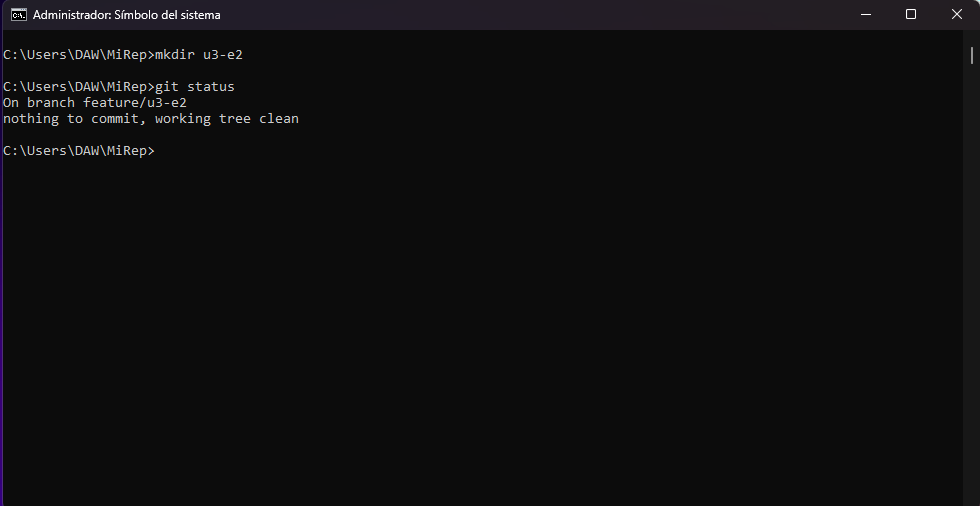 Administrador: Símbolo del sistema
C:\Users\DAW\MiRep>mkdir u3-e2
C:\Users\DAW\MiRep>git status
On branch feature/u3-e2
nothing to commit, working tree clean
C:\Users\DAW\MiRep>